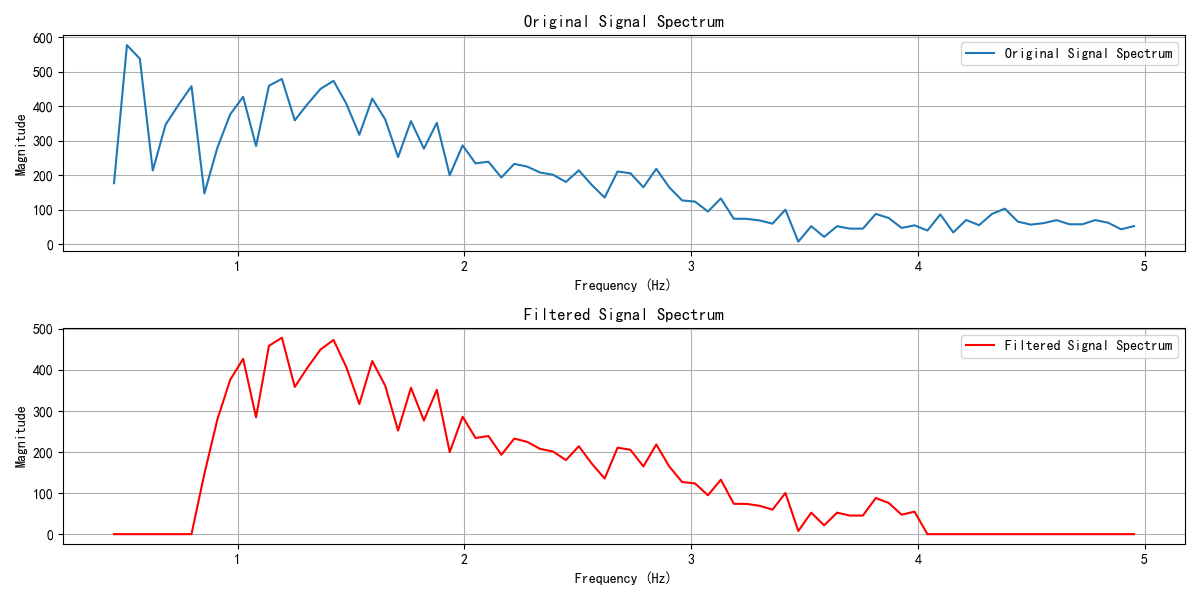 Original Signal Spectrum
Magnitude
600
500
400
300
200
100
0
Original Signal Spectrum
1
2
3
4
5
Frequency (Hz)
Filtered Signal Spectrum
Magnitude
500
400
300
200
100
0
Filtered Signal Spectrum
1
2
3
4
5
Frequency (Hz)